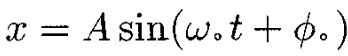 x = A sin(ω∘t + φ∘)